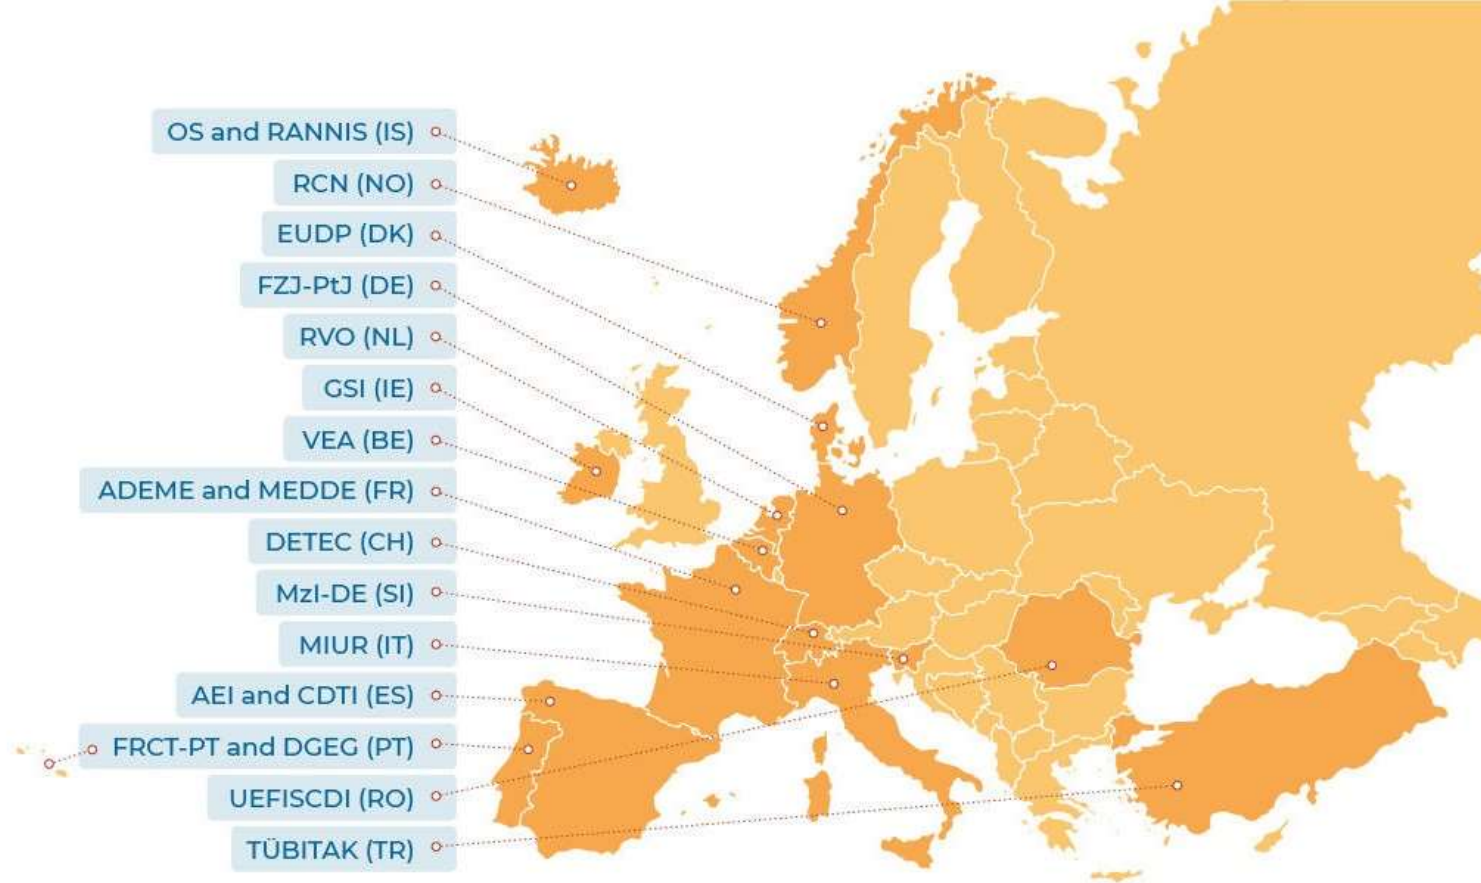 OS and RANNIS (IS)
RCN (NO)
EUDP (DK)
FZJ-PtJ (DE)
RVO (NL)
GSI (IE)
VEA (BE)
ADEME and MEDDE (FR)
DETEC (CH)
MzI-DE (SI)
MIUR (IT)
AEI and CDTI (ES)
FRCT-PT and DGEG (PT)
UEFISCDI (RO)
TÜBITAK (TR)